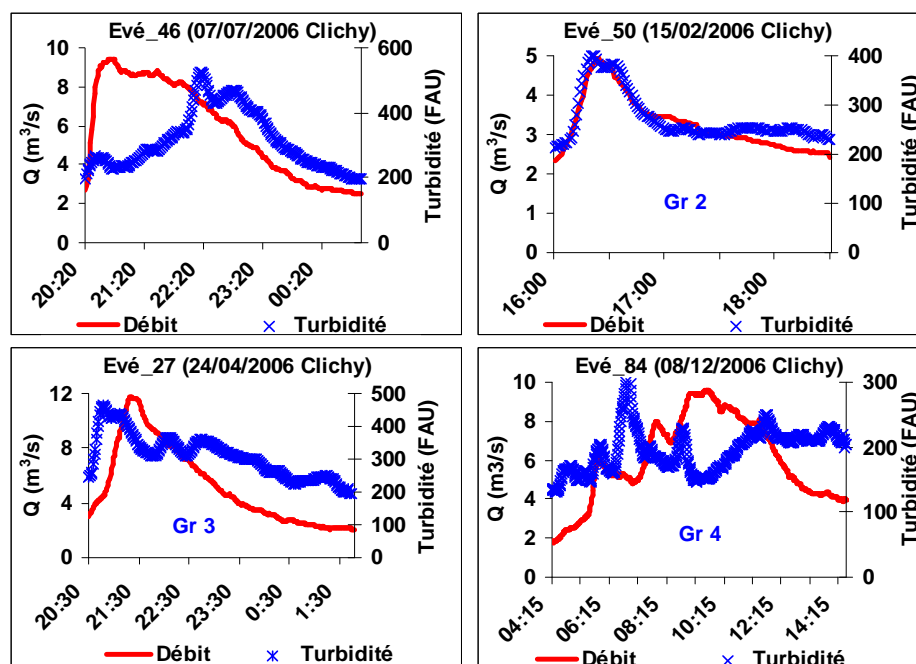 Evé_46 (07/07/2006 Clichy)
Q (m³/s)
10
8
6
4
2
0
600
400
200
0
Turbidité (FAU)
20:20
21:20
22:20
23:20
00:20
Débit
Turbidité
Evé_50 (15/02/2006 Clichy)
Q (m³/s)
5
4
3
2
1
0
400
300
200
100
0
Turbidité (FAU)
Gr 2
16:00
17:00
18:00
Débit
Turbidité
Evé_27 (24/04/2006 Clichy)
Q (m³/s)
12
8
4
0
500
400
300
200
100
0
Turbidité (FAU)
Gr 3
20:30
21:30
22:30
23:30
0:30
1:30
Débit
Turbidité
Evé_84 (08/12/2006 Clichy)
Q (m3/s)
10
8
6
4
2
0
300
200
100
0
Turbidité (FAU)
Gr 4
04:15
06:15
08:15
10:15
12:15
14:15
Débit
Turbidité